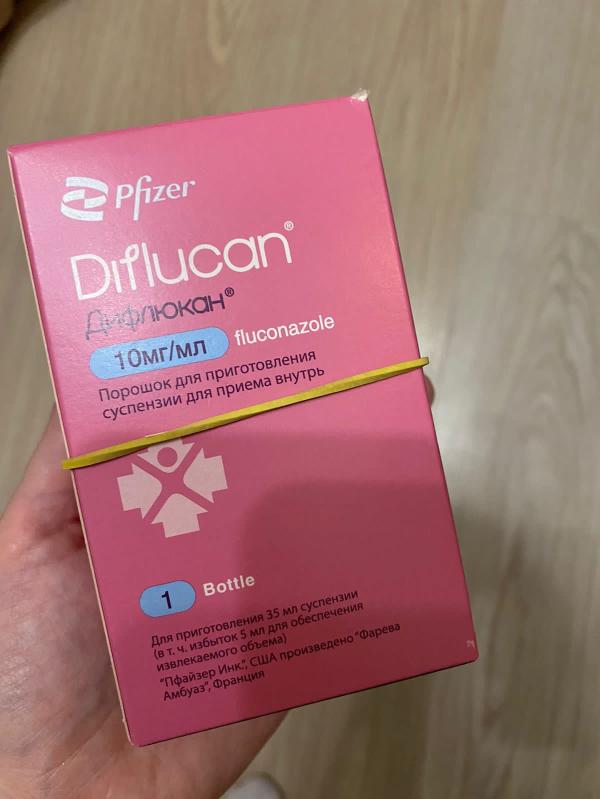 Pfizer
Diflucan®
Дифлюкан®
10мг/мл fluconazole
Порошок для приготовления
суспензии для приема внутрь
1 Bottle
Для приготовления 35 мл суспензии
(в т. ч. избыток 5 мл для обеспечения
извлекаемого объема)
"Пфайзер Инк.", США произведено "Фарева
Амбуаз", Франция